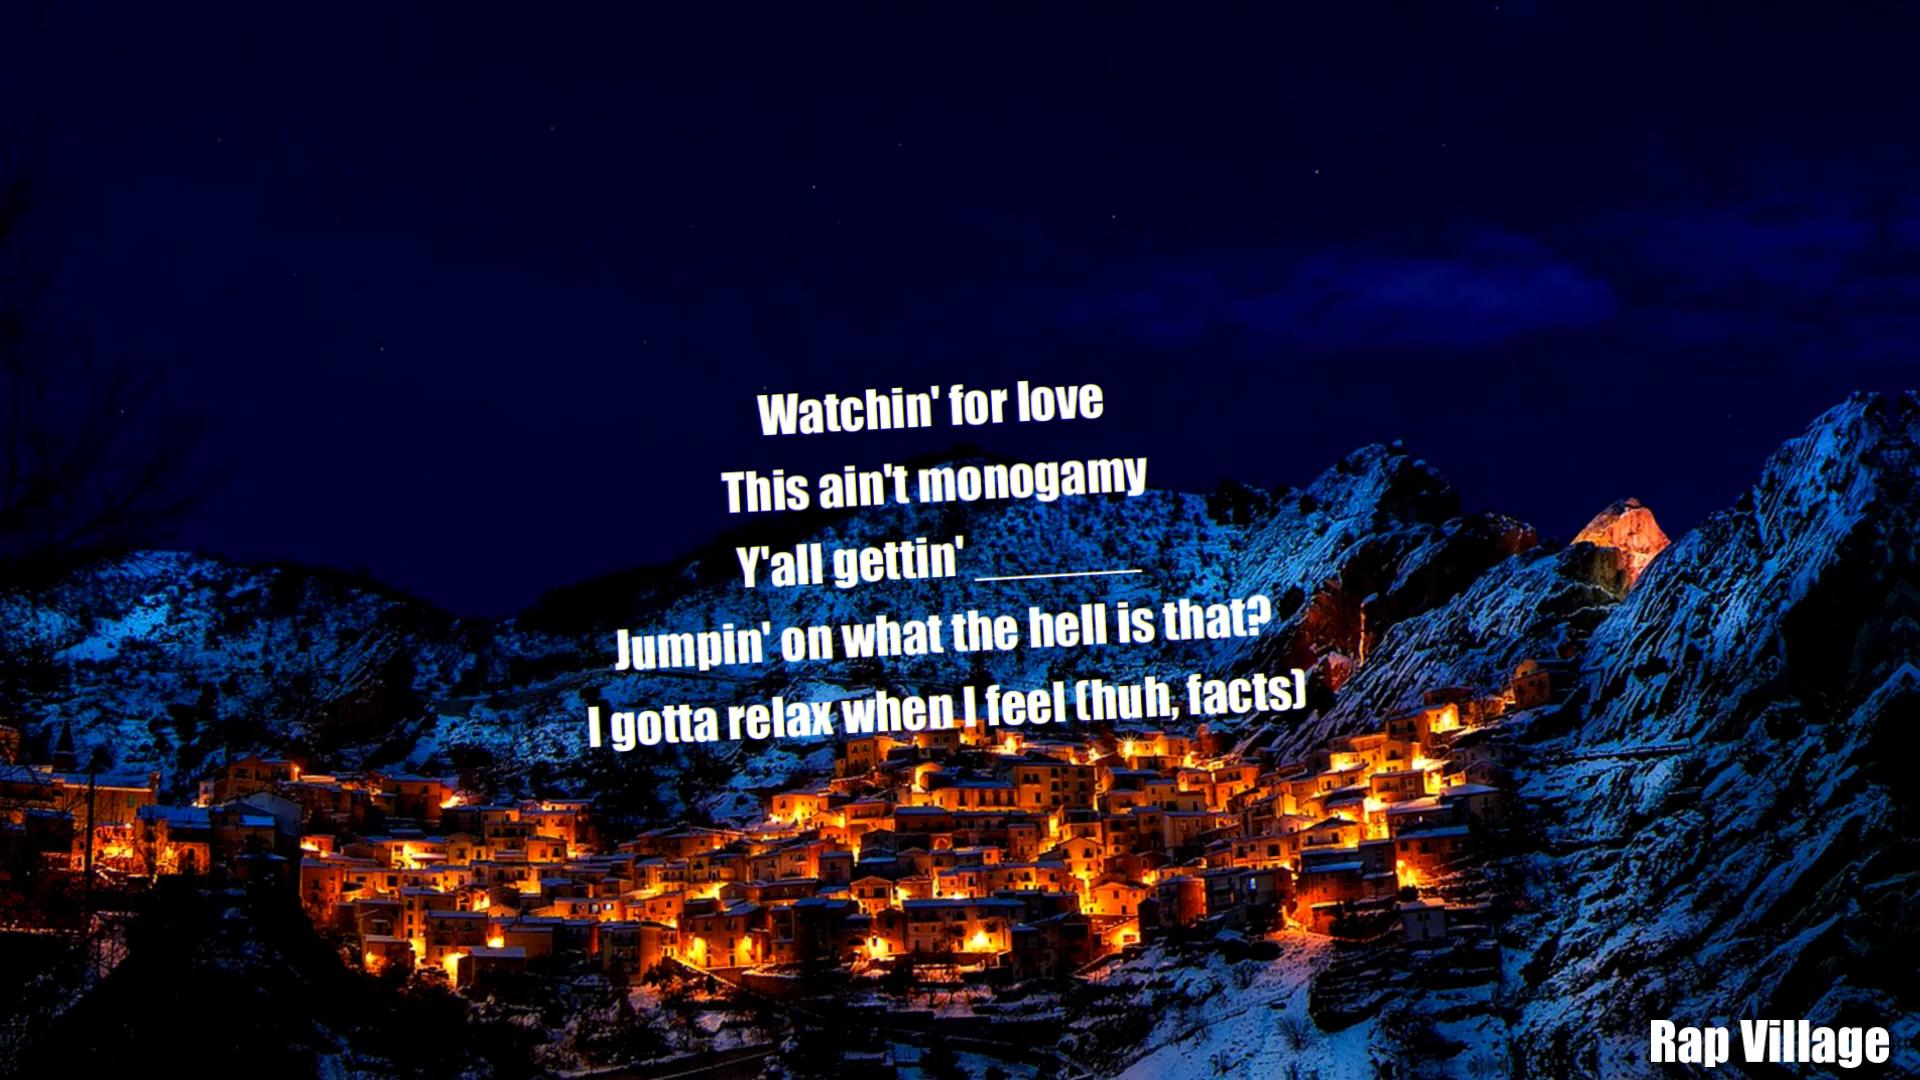 Watchin' for love
This ain't monogamy
Y'all gettin' ______
Jumpin' on what the hell is that?
I gotta relax when I feel (huh, facts)
Rap Village